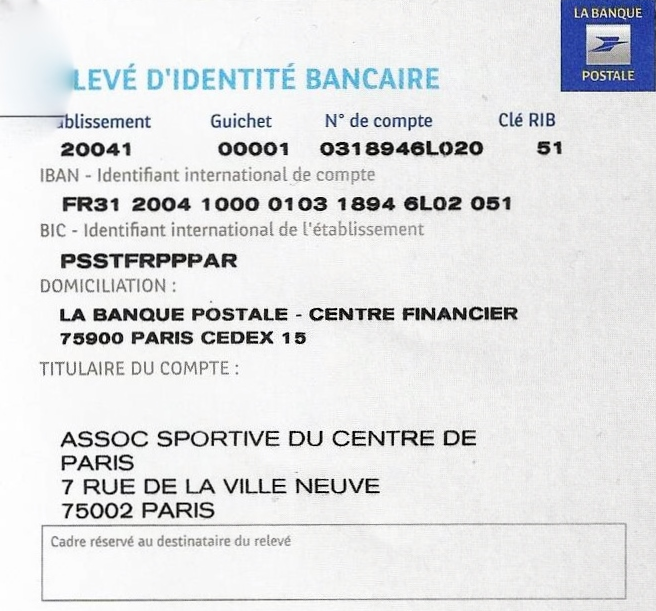 LA BANQUE
POSTALE
LEVÉ D'IDENTITÉ BANCAIRE
ablissement Guichet N° de compte Clé RIB
20041 00001 0318946L020 51
IBAN - Identifiant international de compte
FR31 2004 1000 0103 1894 6L02 051
BIC - Identifiant international de l'établissement
PSSTFRPPPAR
DOMICILIATION :
LA BANQUE POSTALE - CENTRE FINANCIER
75900 PARIS CEDEX 15
TITULAIRE DU COMPTE :
ASSOC SPORTIVE DU CENTRE DE
PARIS
7 RUE DE LA VILLE NEUVE
75002 PARIS
Cadre réservé au destinataire du relevé